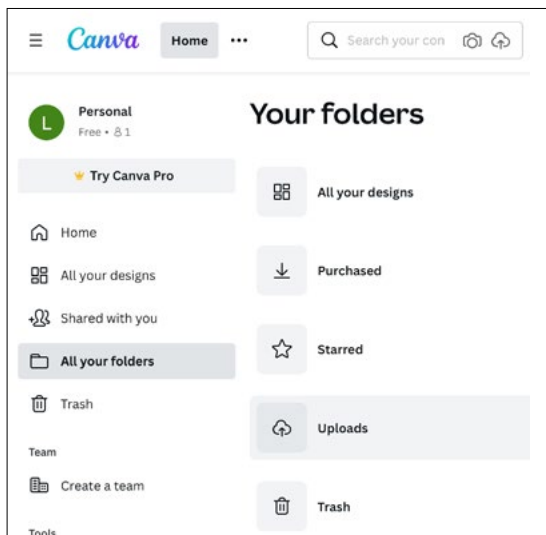 Canva
Home
Search your con
L
Personal
Free • 1
Try Canva Pro
Home
All your designs
Shared with you
All your folders
Trash
Team
Create a team
Tools
Your folders
All your designs
Purchased
Starred
Uploads
Trash